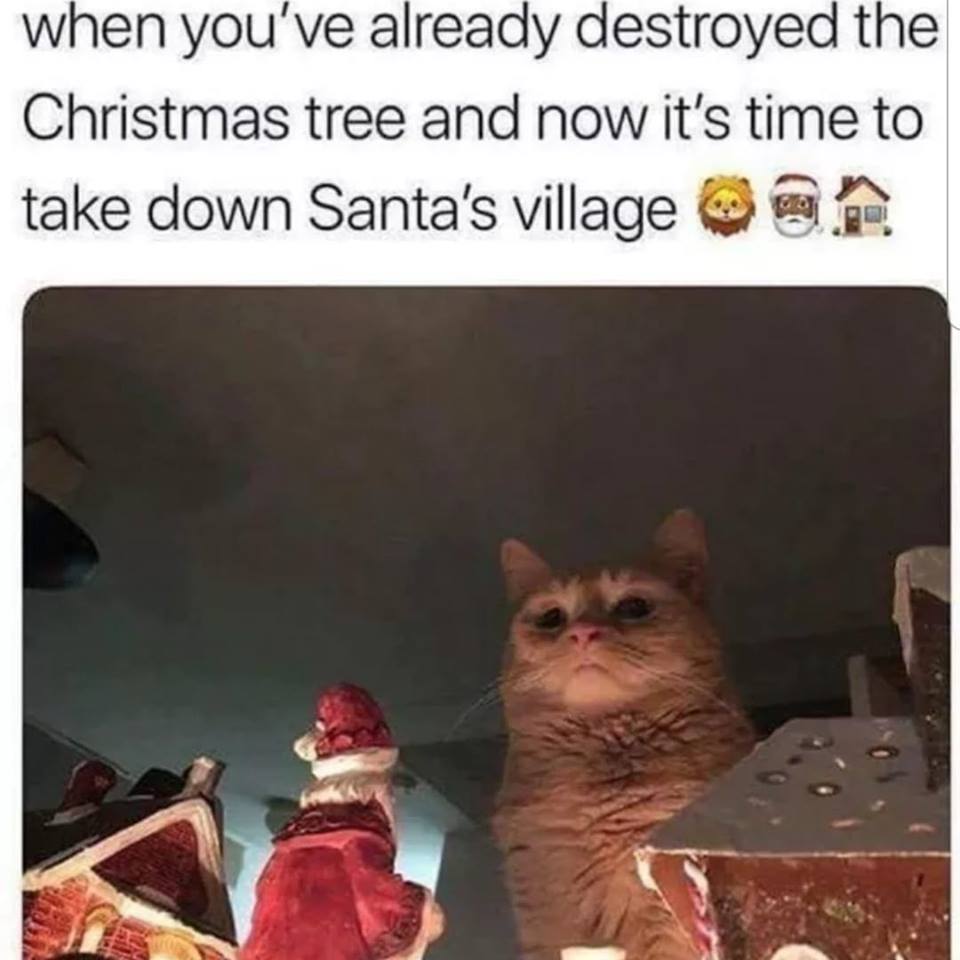 when you've already destroyed the
Christmas tree and now it's time to
take down Santa's village 🦁🎅🏾🏠